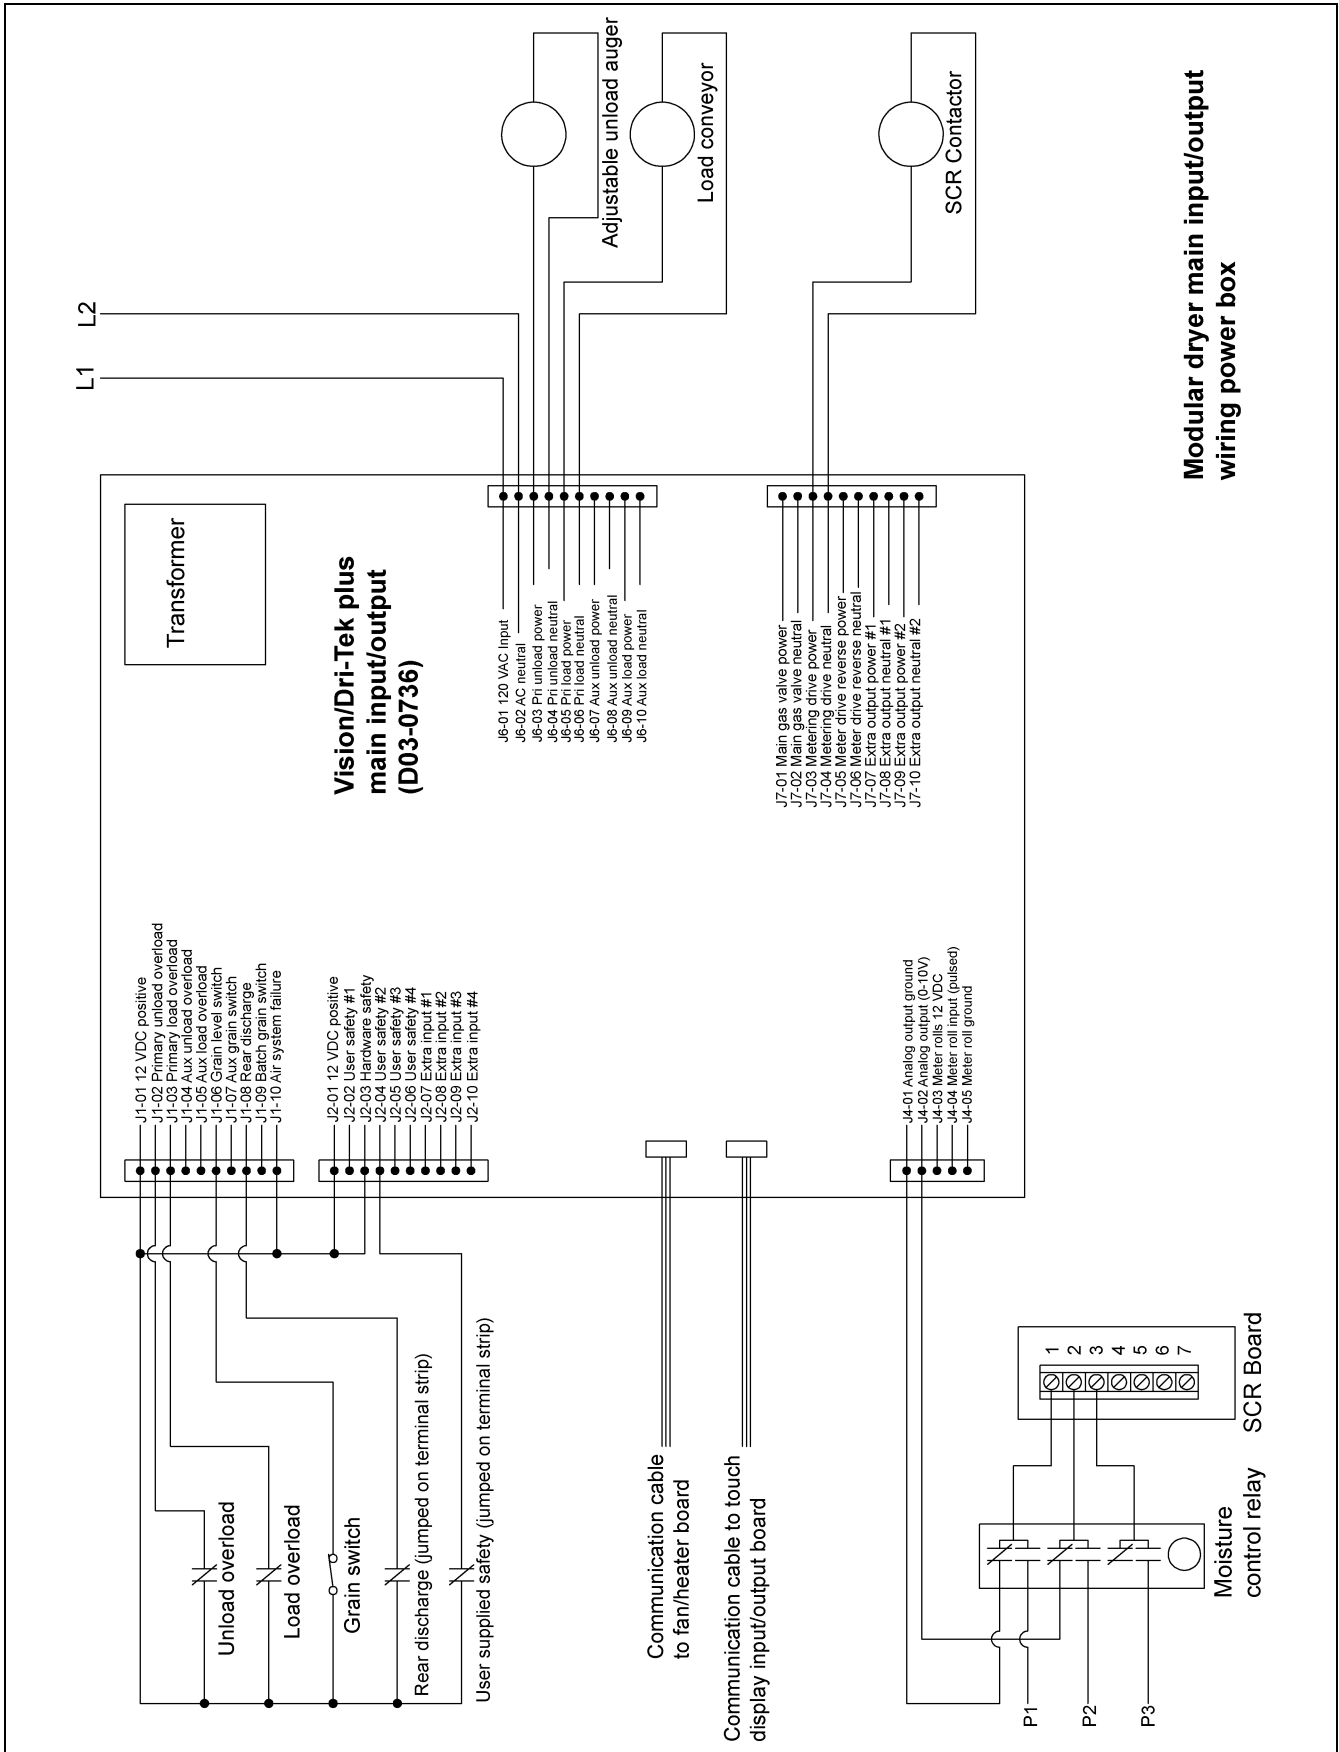 Modular dryer main input/output
wiring power box
L1
L2
Adjustable unload auger
Load conveyor
SCR Contactor
Transformer
Vision/Dri-Tek plus
main input/output
(D03-0736)
J6-01 120 VAC Input
J6-02 AC neutral
J6-03 Pri unload power
J6-04 Pri unload neutral
J6-05 Pri load power
J6-06 Pri load neutral
J6-07 Aux unload power
J6-08 Aux unload neutral
J6-09 Aux load power
J6-10 Aux load neutral
J7-01 Main gas valve power
J7-02 Main gas valve neutral
J7-03 Metering drive power
J7-04 Metering drive neutral
J7-05 Meter drive reverse power
J7-06 Meter drive reverse neutral
J7-07 Extra output power #1
J7-08 Extra output neutral #1
J7-09 Extra output power #2
J7-10 Extra output neutral #2
J1-01 12 VDC positive
J1-02 Primary unload overload
J1-03 Primary load overload
J1-04 Aux unload overload
J1-05 Aux load overload
J1-06 Grain level switch
J1-07 Aux grain switch
J1-08 Rear discharge
J1-09 Batch grain switch
J1-10 Air system failure
J2-01 12 VDC positive
J2-02 User safety #1
J2-03 Hardware safety
J2-04 User safety #2
J2-05 User safety #3
J2-06 User safety #4
J2-07 Extra input #1
J2-08 Extra input #2
J2-09 Extra input #3
J2-10 Extra input #4
J4-01 Analog output ground
J4-02 Analog output (0-10V)
J4-03 Meter rolls 12 VDC
J4-04 Meter roll input (pulsed)
J4-05 Meter roll ground
Unload overload
Load overload
Grain switch
Rear discharge (jumped on terminal strip)
User supplied safety (jumped on terminal strip)
Communication cable
to fan/heater board
Communication cable to touch
display input/output board
1
2
3
4
5
6
7
SCR Board
Moisture
control relay
P1
P2
P3